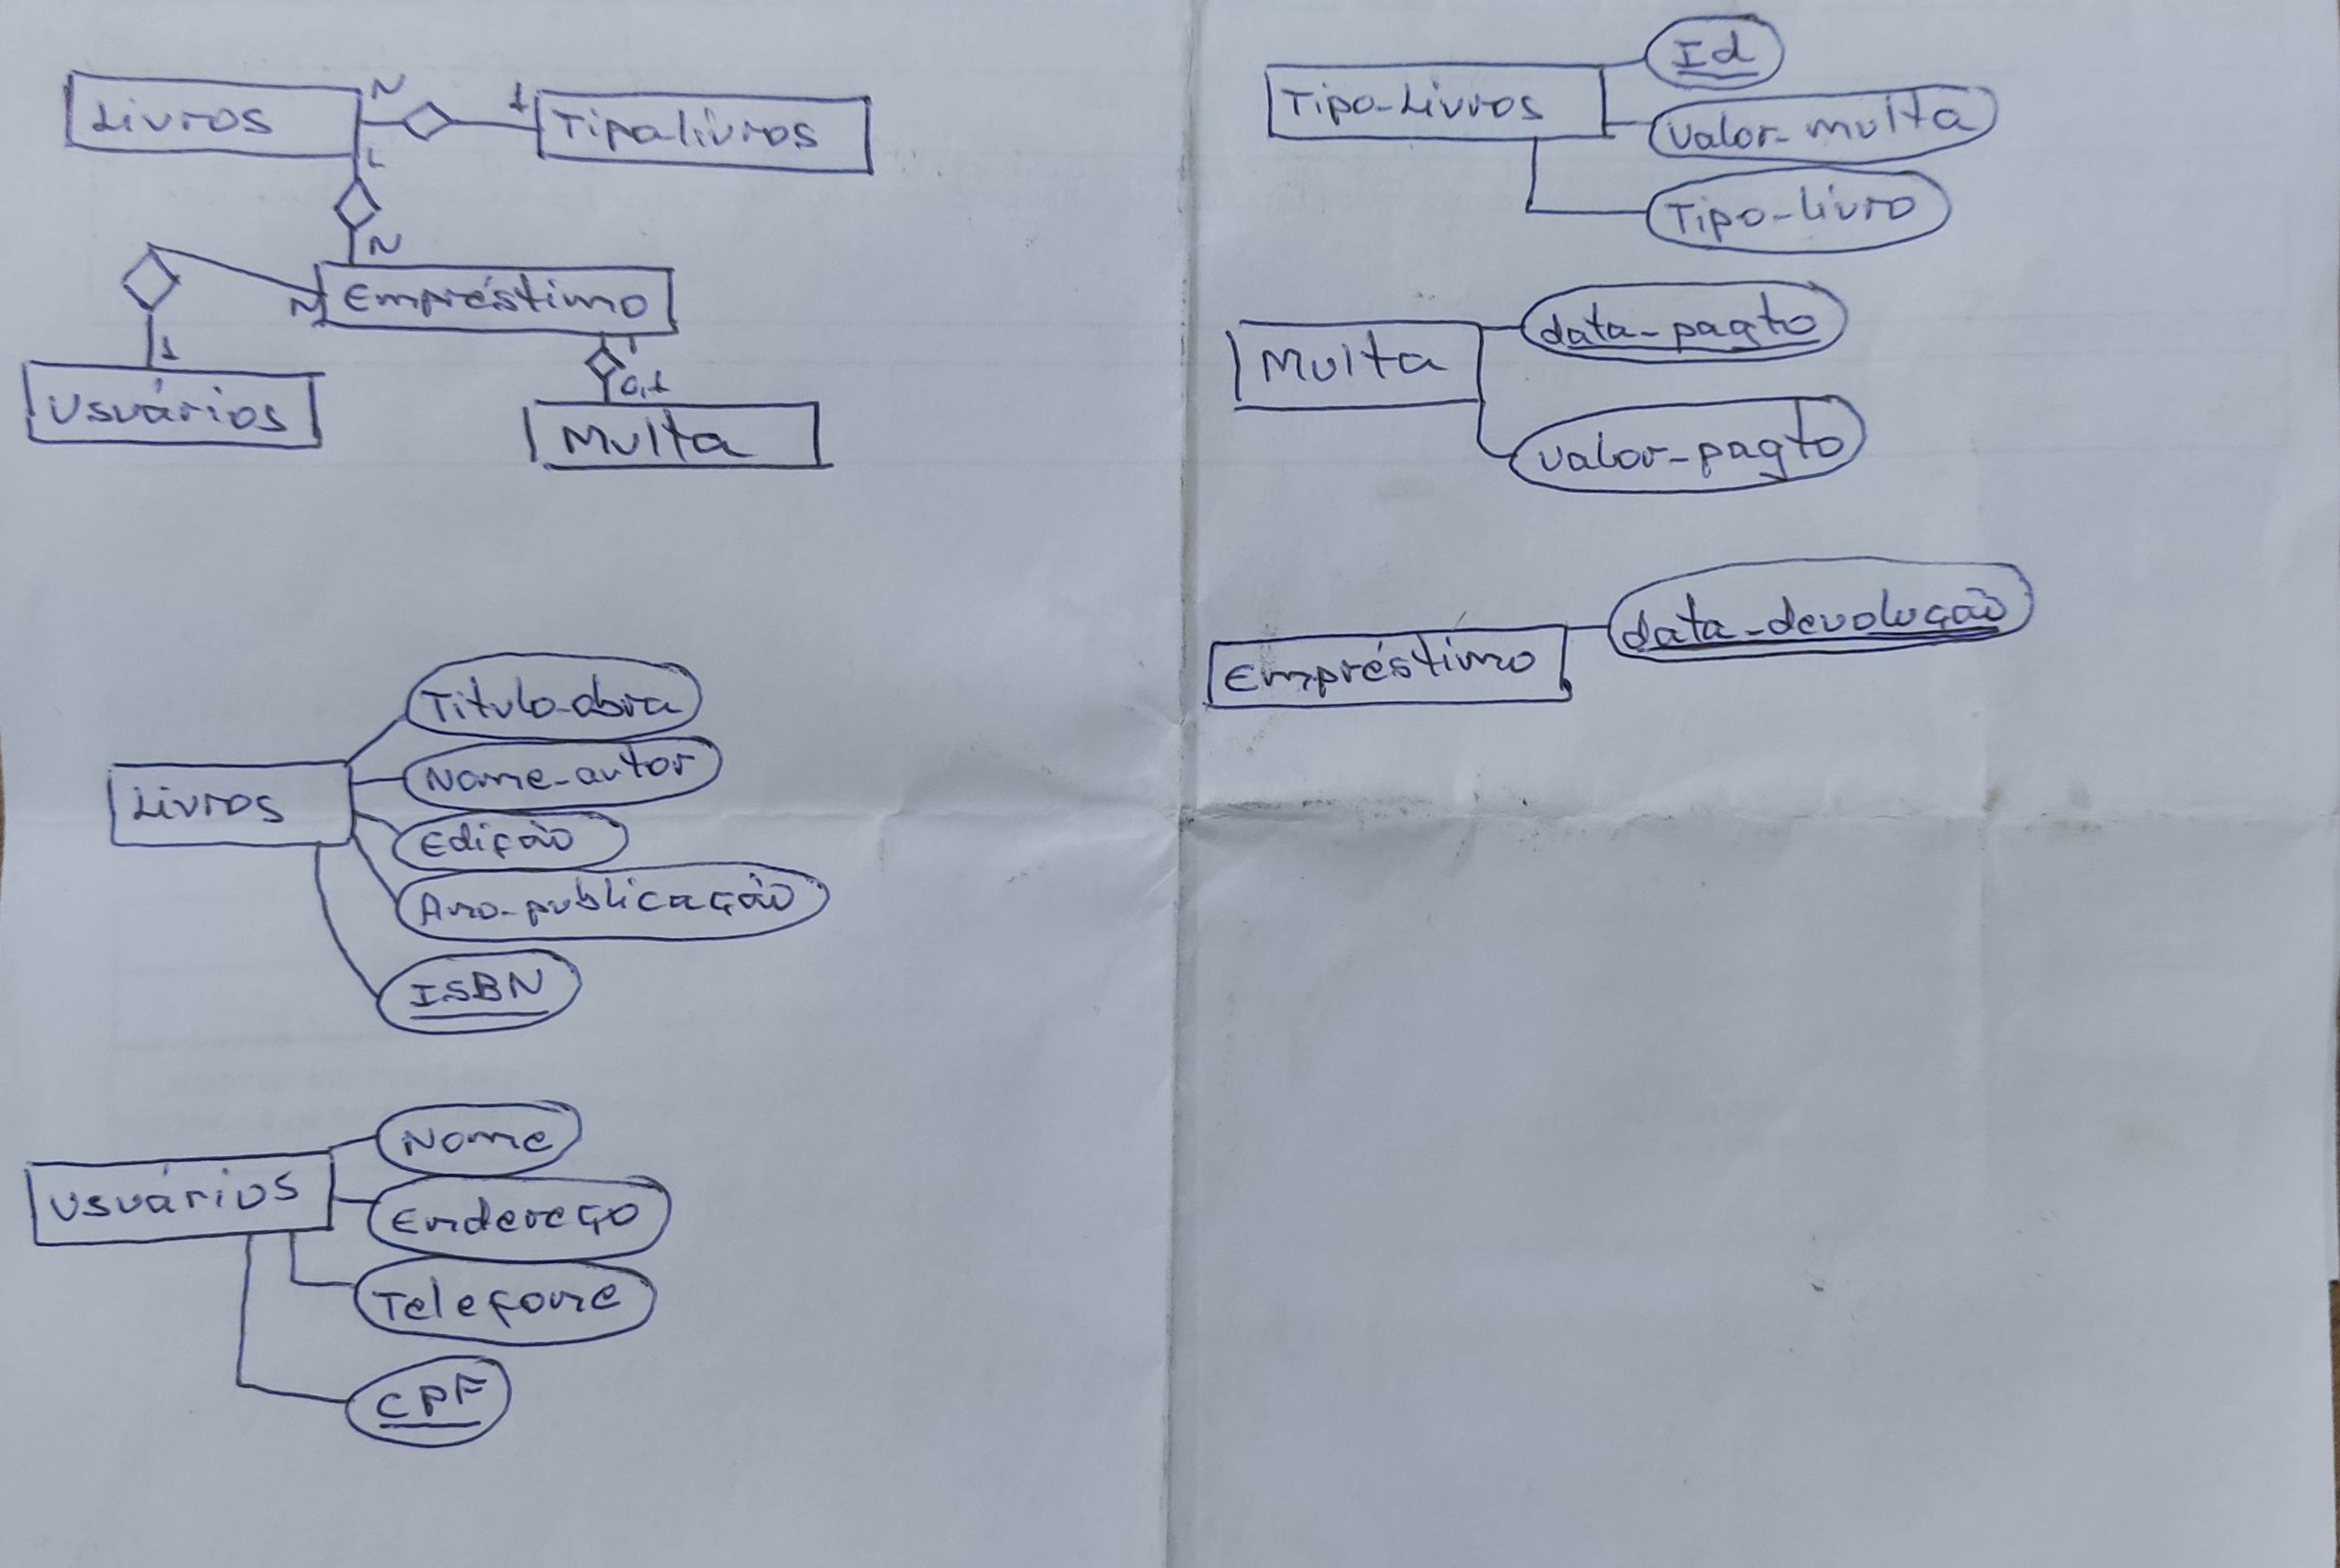 Livros
N
1
Tipo-livros
1
N
N
Empréstimo
1
Usuários
1
0,1
Multa
Livros
Titulo-obra
Nome-autor
Edição
Ano-publicação
ISBN
Usuários
Nome
Endereço
Telefone
CPF
Tipo-Livros
Id
Valor-multa
Tipo-livro
Multa
data-pagto
valor-pagto
Empréstimo
data-devolução